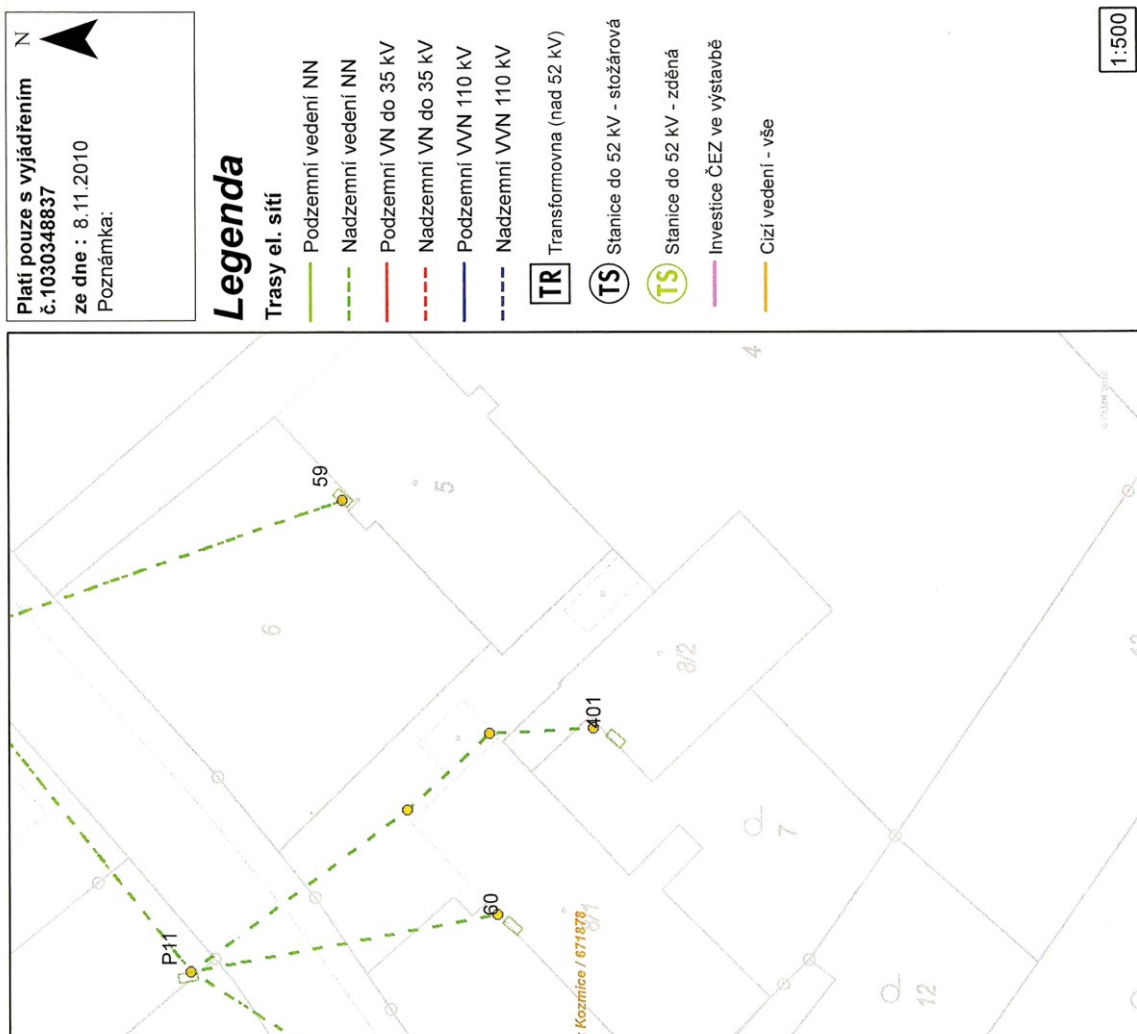 Platí pouze s vyjádřením
č.1030348837
ze dne : 8.11.2010
Poznámka:
N
Legenda
Trasy el. sítí
Podzemní vedení NN
Nadzemní vedení NN
Podzemní VN do 35 kV
Nadzemní VN do 35 kV
Podzemní VVN 110 kV
Nadzemní VVN 110 kV
TR Transformovna (nad 52 kV)
TS Stanice do 52 kV - stožárová
TS Stanice do 52 kV - zděná
Investice ČEZ ve výstavbě
Cizí vedení - vše
1:500
59
5
4
6
8/2
401
P11
60
8/1
7
Kozmice / 671878
12